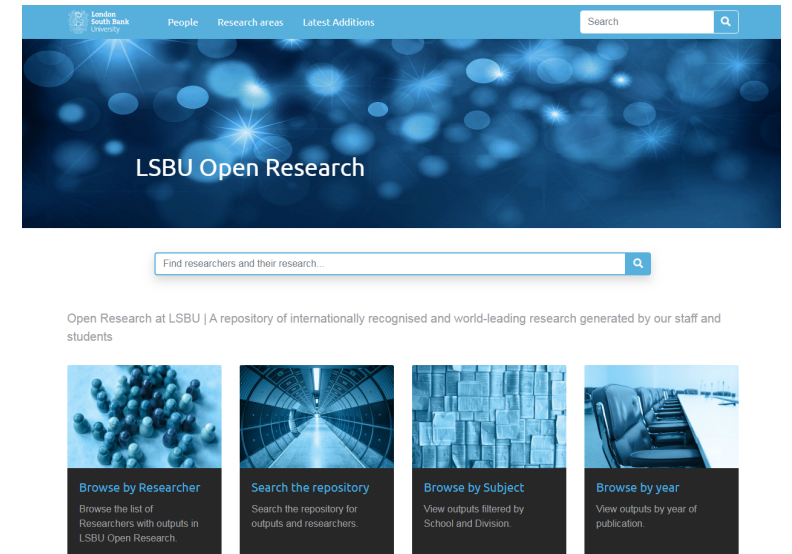 London
South Bank
University
People
Research areas
Latest Additions
Search
LSBU Open Research
Find researchers and their research...
Open Research at LSBU | A repository of internationally recognised and world-leading research generated by our staff and
students
Browse by Researcher
Browse the list of
Researchers with outputs in
LSBU Open Research.
Search the repository
Search the repository for
outputs and researchers.
Browse by Subject
View outputs filtered by
School and Division.
Browse by year
View outputs by year of
publication.